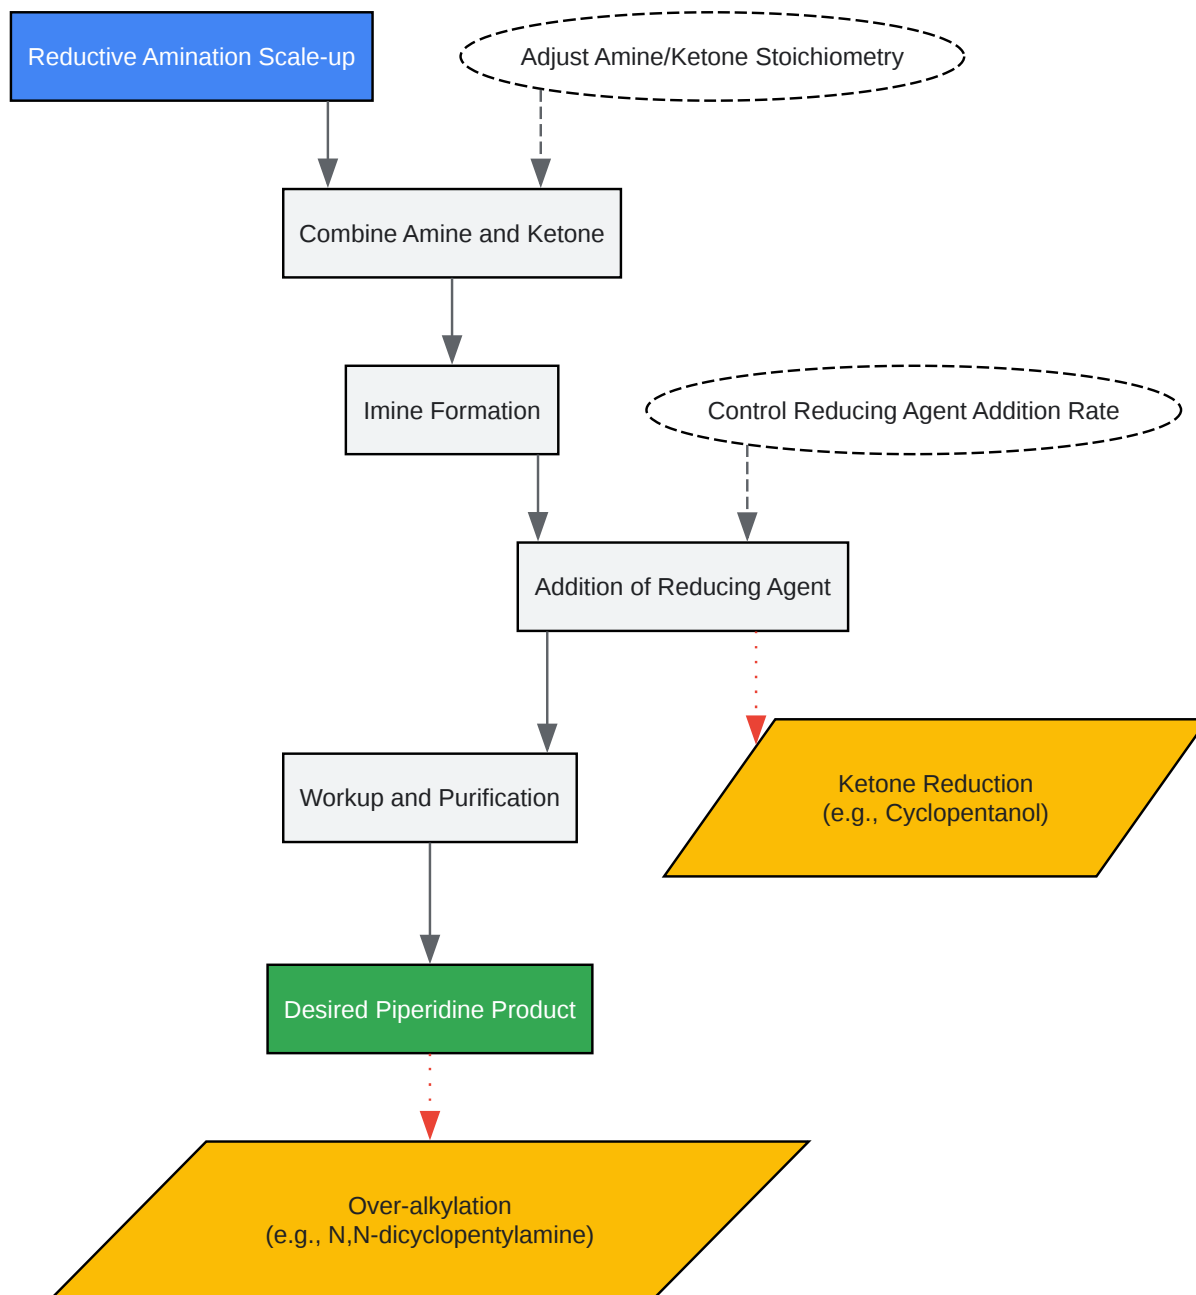 Reductive Amination Scale-up
Adjust Amine/Ketone Stoichiometry
Combine Amine and Ketone
Imine Formation
Control Reducing Agent Addition Rate
Addition of Reducing Agent
Ketone Reduction
(e.g., Cyclopentanol)
Workup and Purification
Desired Piperidine Product
Over-alkylation
(e.g., N,N-dicyclopentylamine)